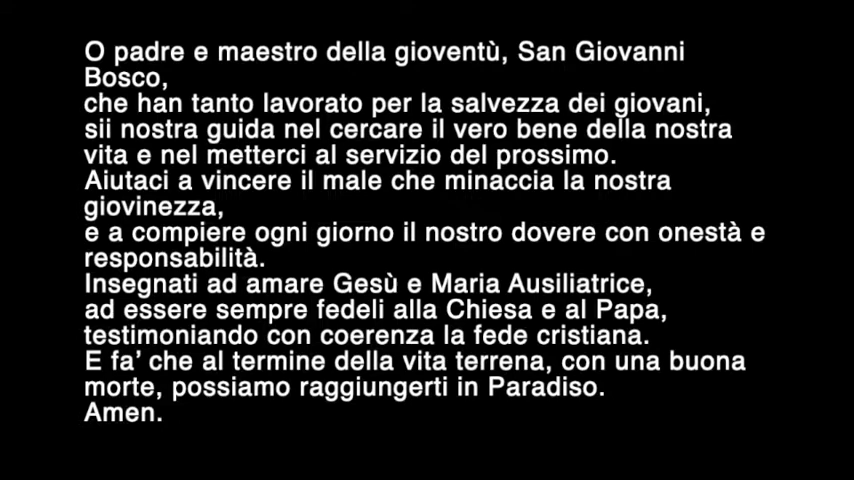 O padre e maestro della gioventù, San Giovanni
Bosco,
che han tanto lavorato per la salvezza dei giovani,
sii nostra guida nel cercare il vero bene della nostra
vita e nel metterci al servizio del prossimo.
Aiutaci a vincere il male che minaccia la nostra
giovinezza,
e a compiere ogni giorno il nostro dovere con onestà e
responsabilità.
Insegnati ad amare Gesù e Maria Ausiliatrice,
ad essere sempre fedeli alla Chiesa e al Papa,
testimoniando con coerenza la fede cristiana.
E fa’ che al termine della vita terrena, con una buona
morte, possiamo raggiungerti in Paradiso.
Amen.